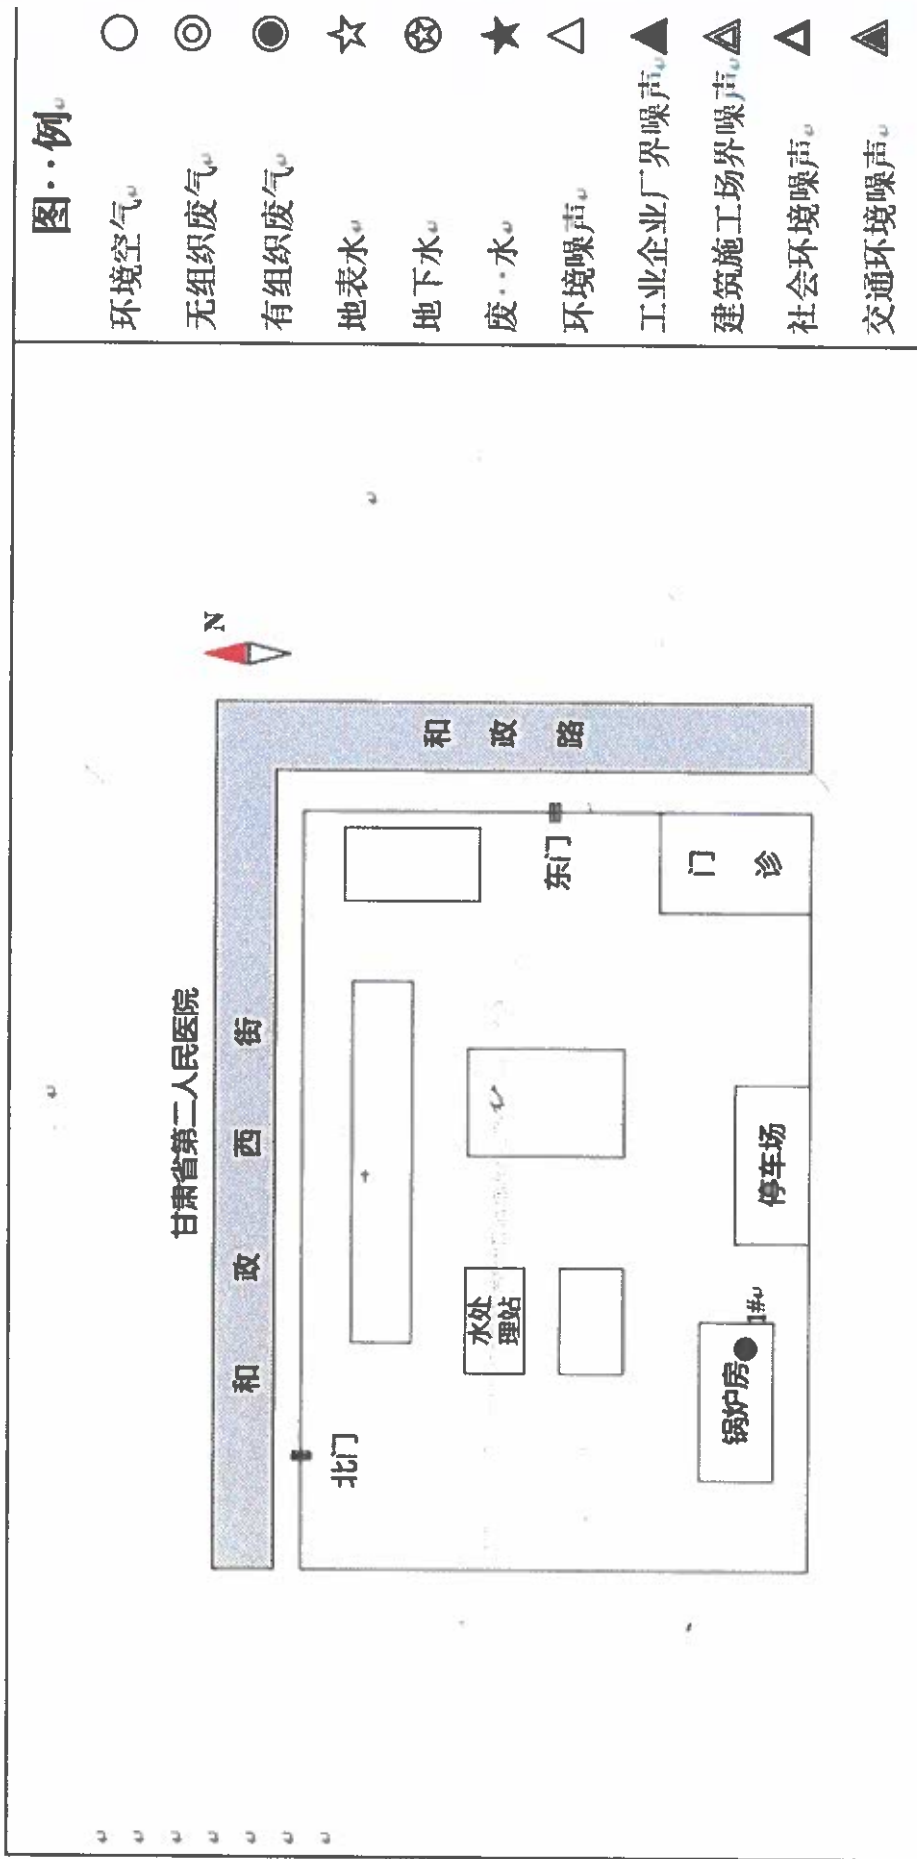 甘肃省第二人民医院
N
和政西街
和政路
北门
东门
水处
理站
门诊
停车场
锅炉房
1#
图··例
环境空气
无组织废气
有组织废气
地表水
地下水
废··水
环境噪声
工业企业厂界噪声
建筑施工场界噪声
社会环境噪声
交通环境噪声